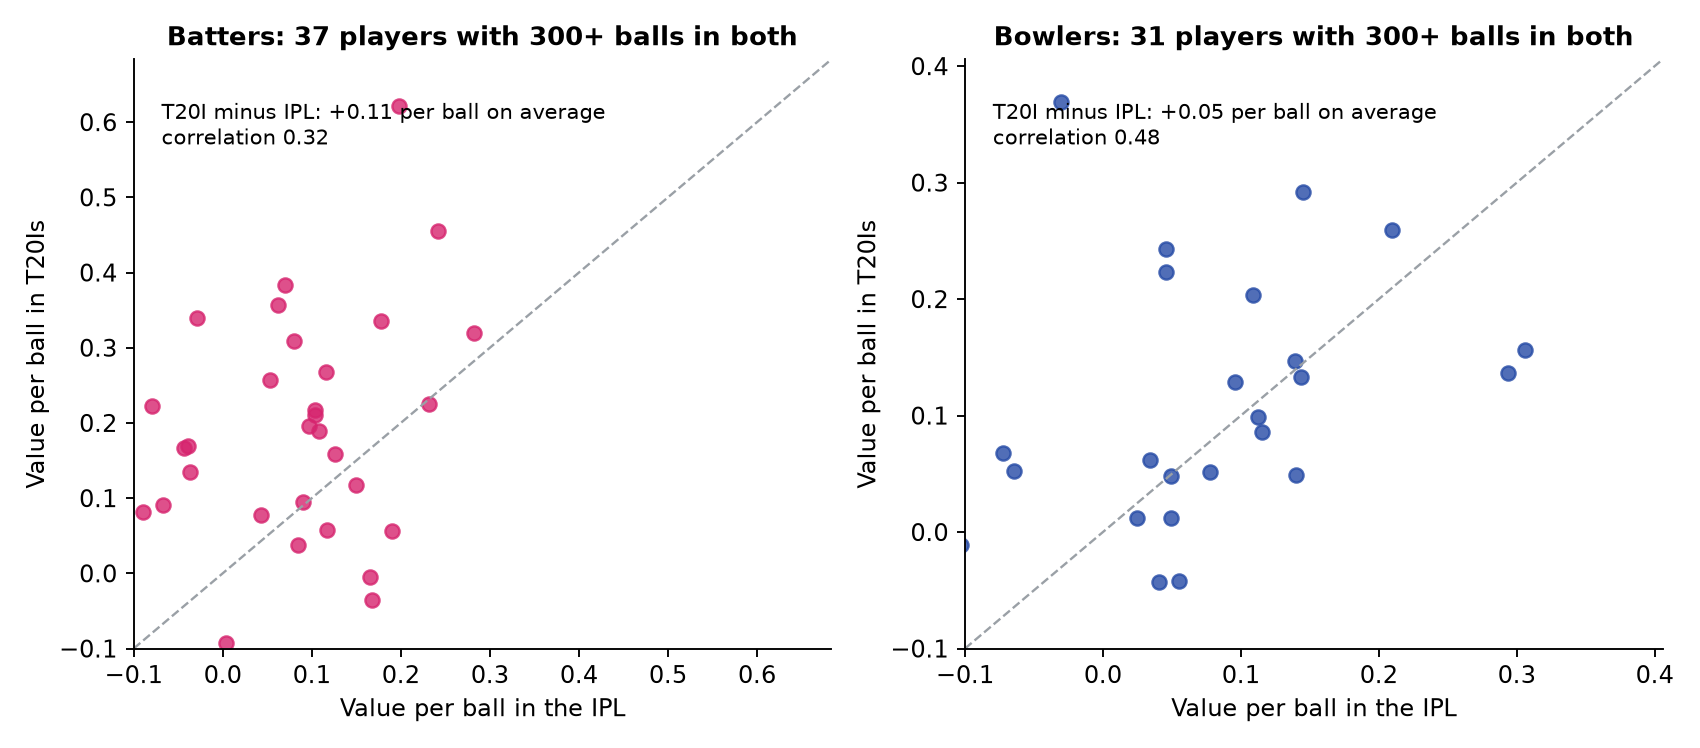 Batters: 37 players with 300+ balls in both
T20I minus IPL: +0.11 per ball on average
correlation 0.32
Value per ball in T20Is
0.6
0.5
0.4
0.3
0.2
0.1
0.0
−0.1
−0.1 0.0 0.1 0.2 0.3 0.4 0.5 0.6
Value per ball in the IPL
Bowlers: 31 players with 300+ balls in both
T20I minus IPL: +0.05 per ball on average
correlation 0.48
Value per ball in T20Is
0.4
0.3
0.2
0.1
0.0
−0.1
−0.1 0.0 0.1 0.2 0.3 0.4
Value per ball in the IPL